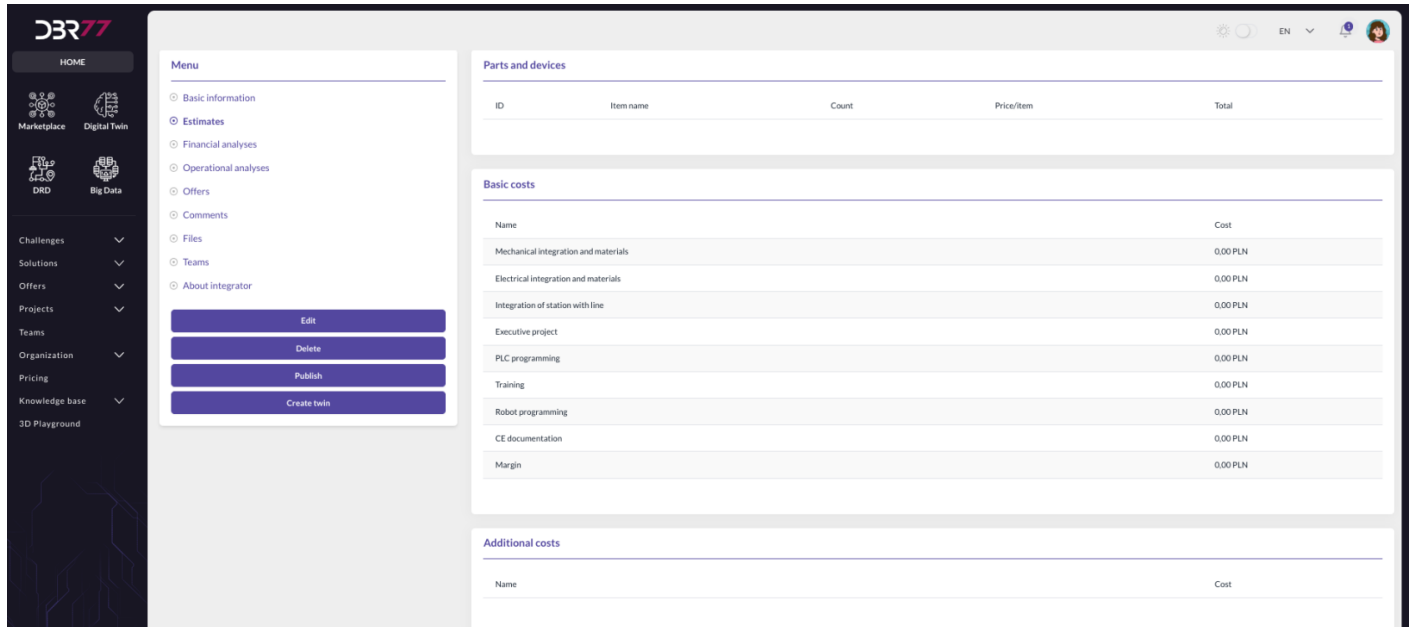 DBR77
HOME
Marketplace Digital Twin
DRD Big Data
Challenges
Solutions
Offers
Projects
Teams
Organization
Pricing
Knowledge base
3D Playground
EN
1
Menu
Basic information
Estimates
Financial analyses
Operational analyses
Offers
Comments
Files
Teams
About integrator
Edit
Delete
Publish
Create twin
Parts and devices
ID Item name Count Price/item Total
Basic costs
Name Cost
Mechanical integration and materials 0,00 PLN
Electrical integration and materials 0,00 PLN
Integration of station with line 0,00 PLN
Executive project 0,00 PLN
PLC programming 0,00 PLN
Training 0,00 PLN
Robot programming 0,00 PLN
CE documentation 0,00 PLN
Margin 0,00 PLN
Additional costs
Name Cost